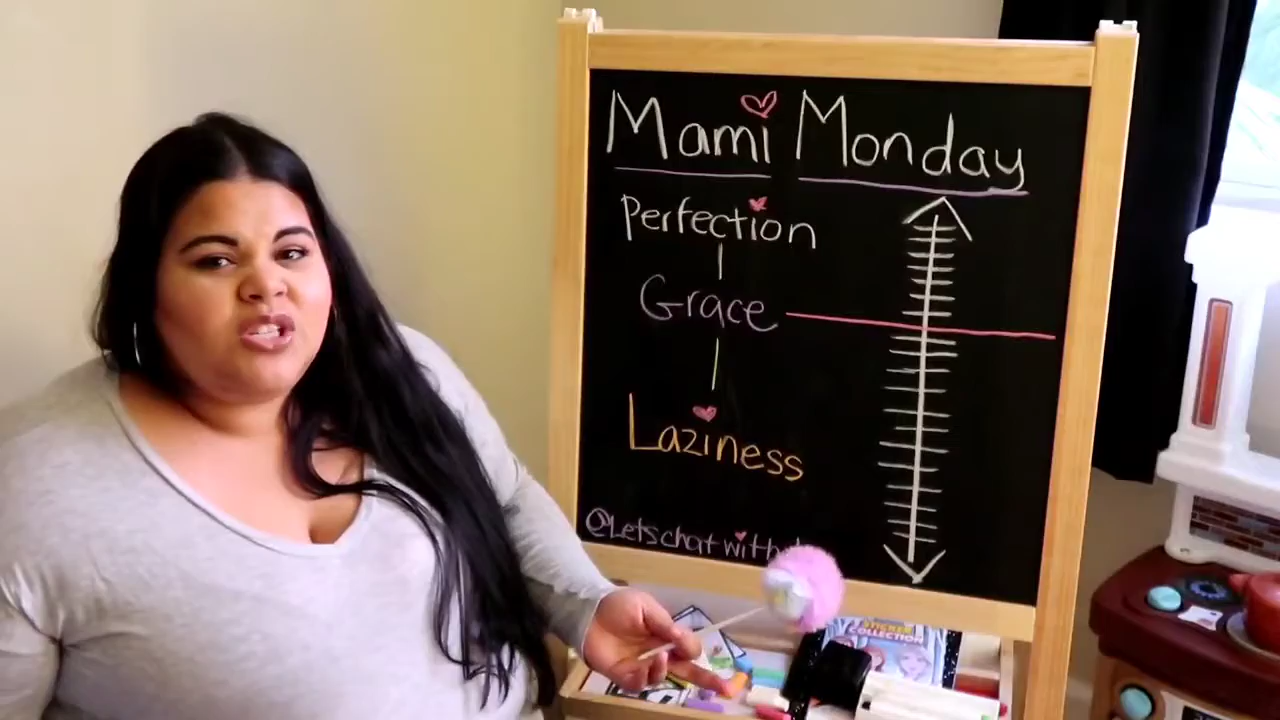 Mami Monday
Perfection
Grace
Laziness
@Letschatwith
STICKER
COLLECTION